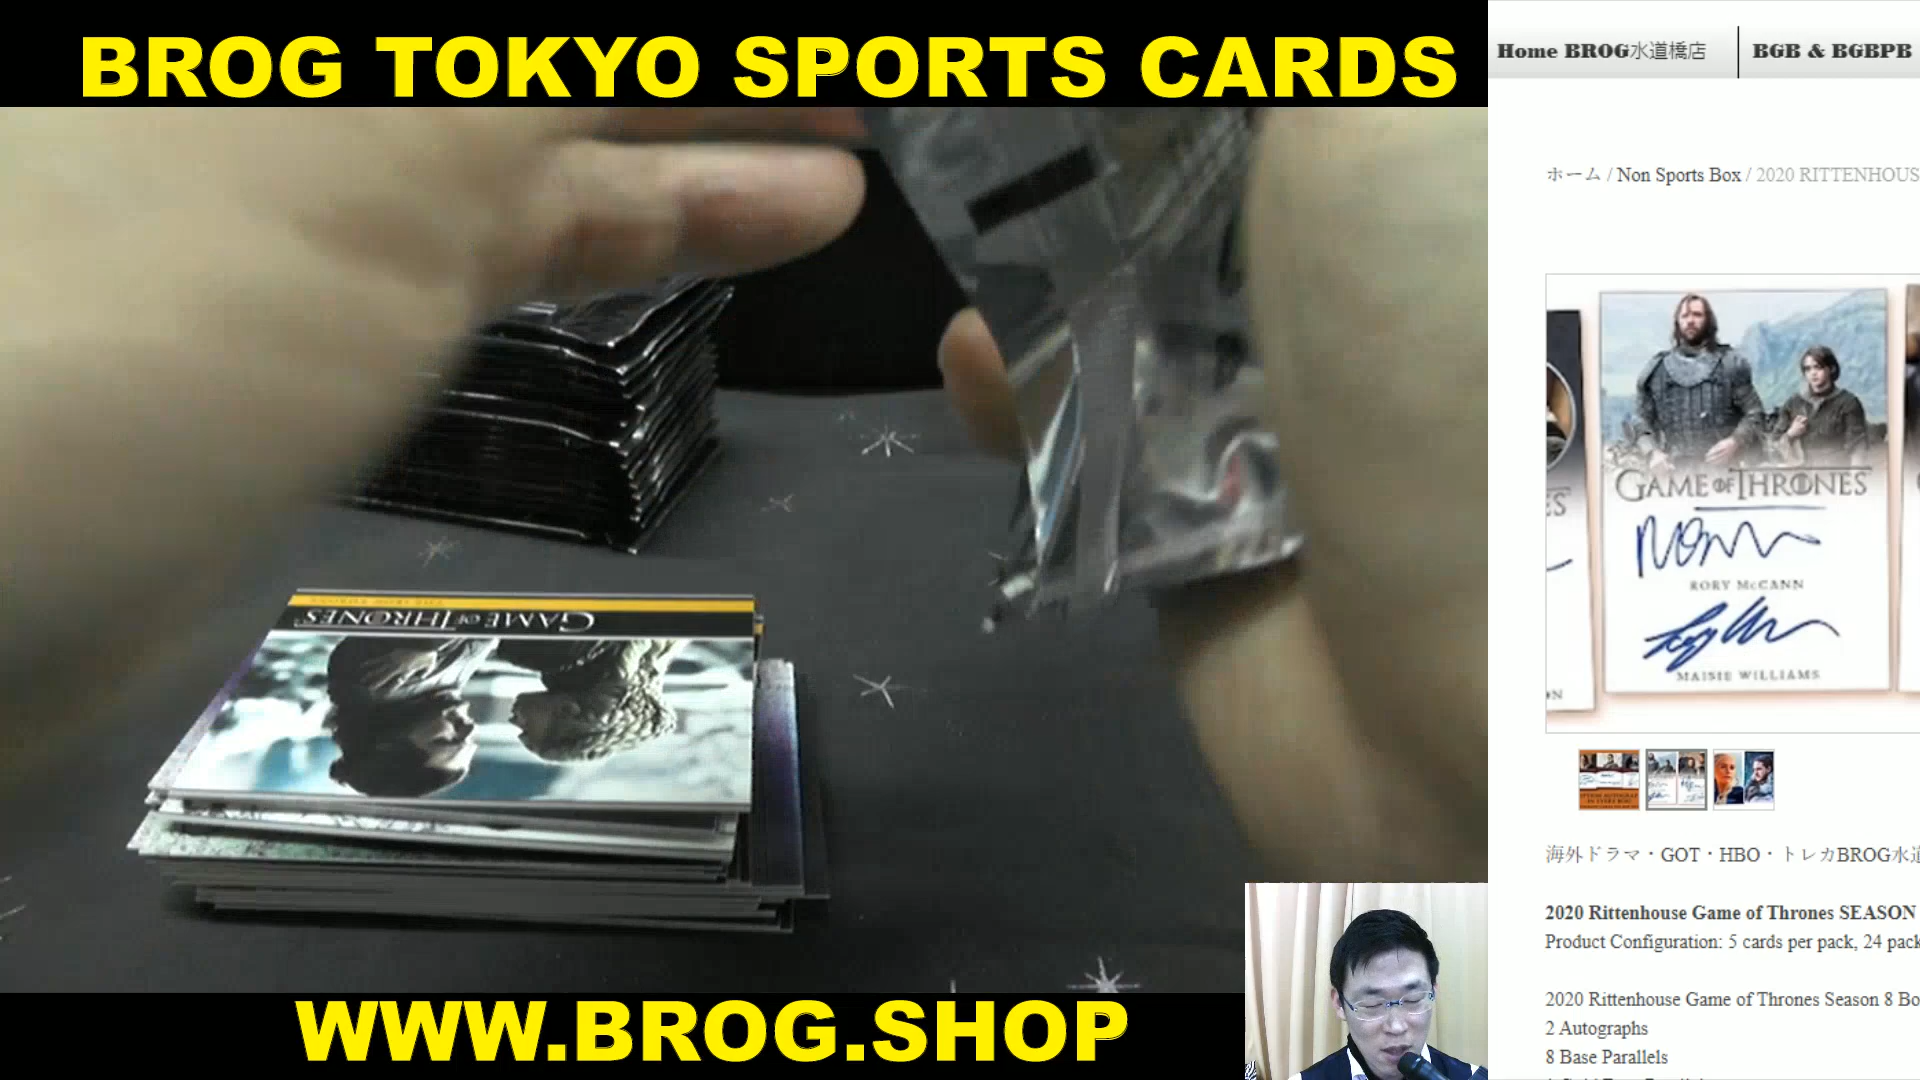 BROG TOKYO SPORTS CARDS
Home BROG水道橋店
BGB & BGBPB
ホーム / Non Sports Box / 2020 RITTENHOUS
GAME OF THRONES
RORY McCANN
MAISIE WILLIAMS
GAME OF THRONES
海外ドラマ・GOT・HBO・トレカBROG水道
2020 Rittenhouse Game of Thrones SEASON
Product Configuration: 5 cards per pack, 24 pack
2020 Rittenhouse Game of Thrones Season 8 Bo
2 Autographs
8 Base Parallels
WWW.BROG.SHOP